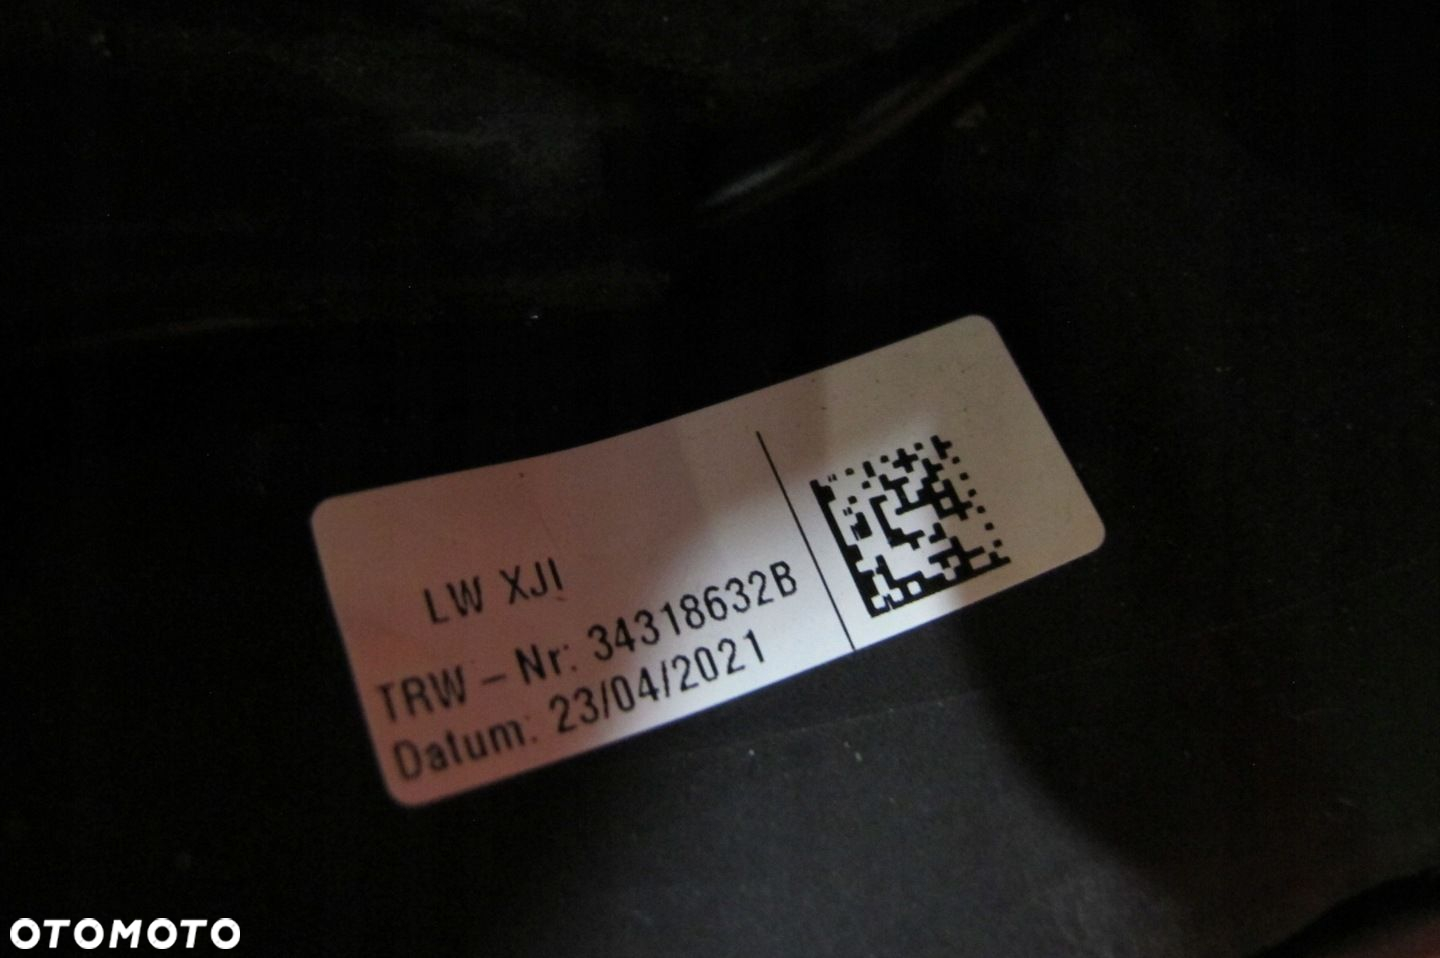 LW XJI
TRW - Nr: 34318632B
Datum: 23/04/2021
OTOMOTO